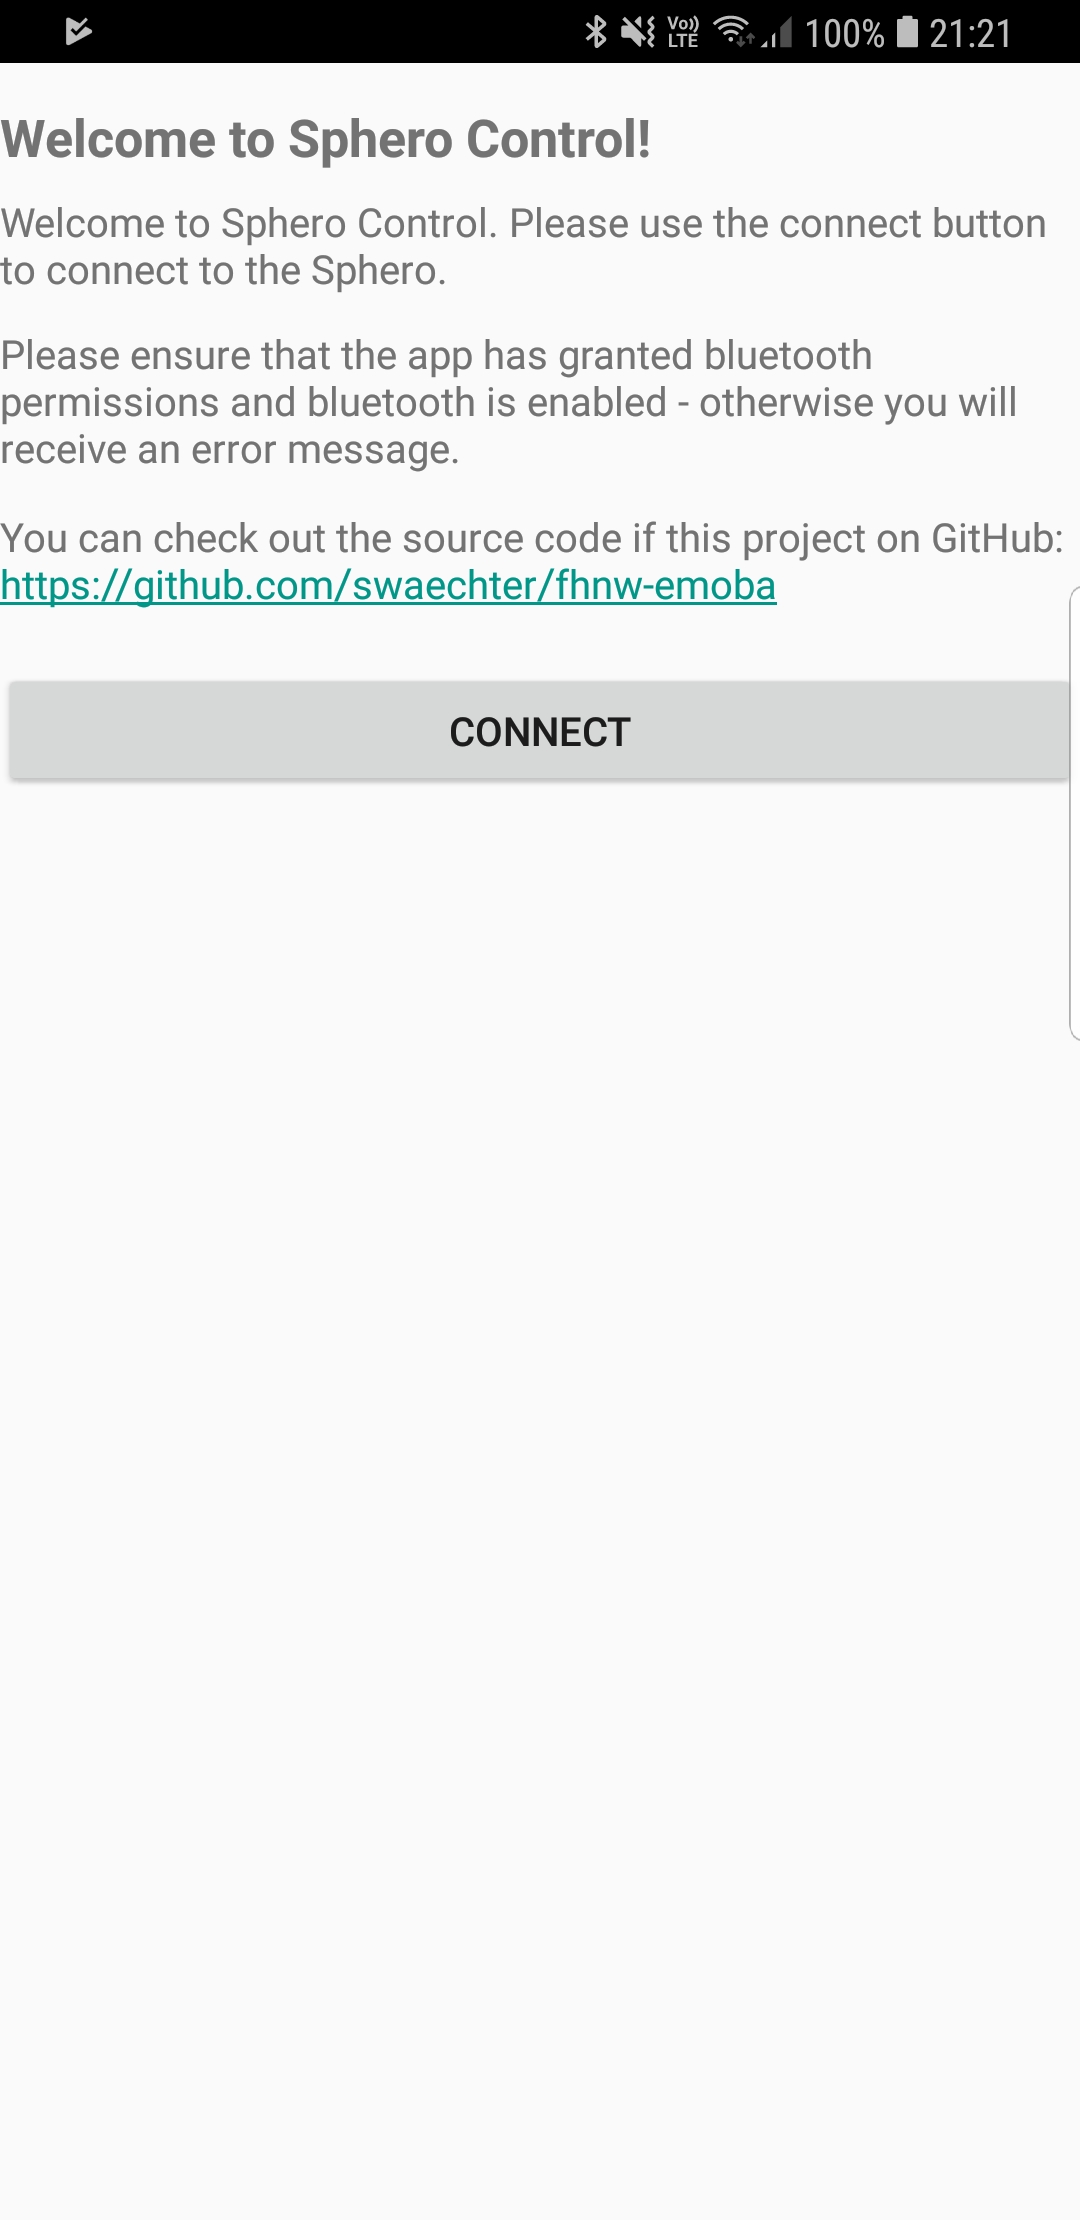 Vo)) LTE 100% 21:21
Welcome to Sphero Control!
Welcome to Sphero Control. Please use the connect button
to connect to the Sphero.
Please ensure that the app has granted bluetooth
permissions and bluetooth is enabled - otherwise you will
receive an error message.
You can check out the source code if this project on GitHub:
https://github.com/swaechter/fhnw-emoba
CONNECT